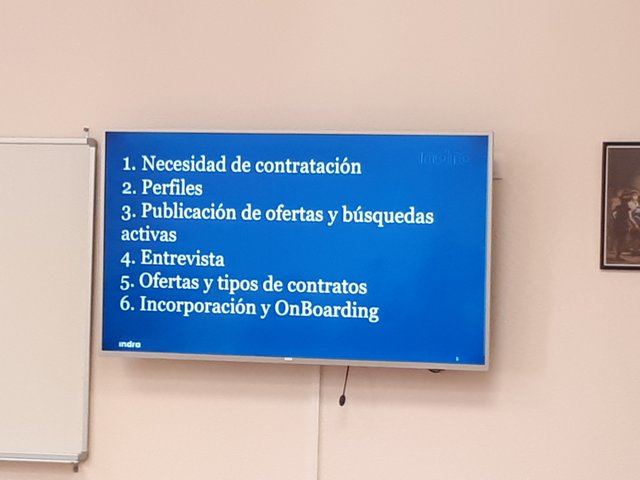 indra
1. Necesidad de contratación
2. Perfiles
3. Publicación de ofertas y búsquedas
activas
4. Entrevista
5. Ofertas y tipos de contratos
6. Incorporación y OnBoarding
indra